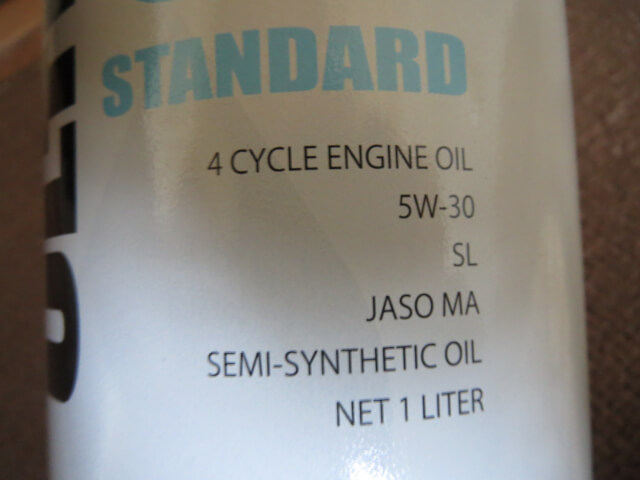 STANDARD
4 CYCLE ENGINE OIL
5W-30
SL
JASO MA
SEMI-SYNTHETIC OIL
NET 1 LITER